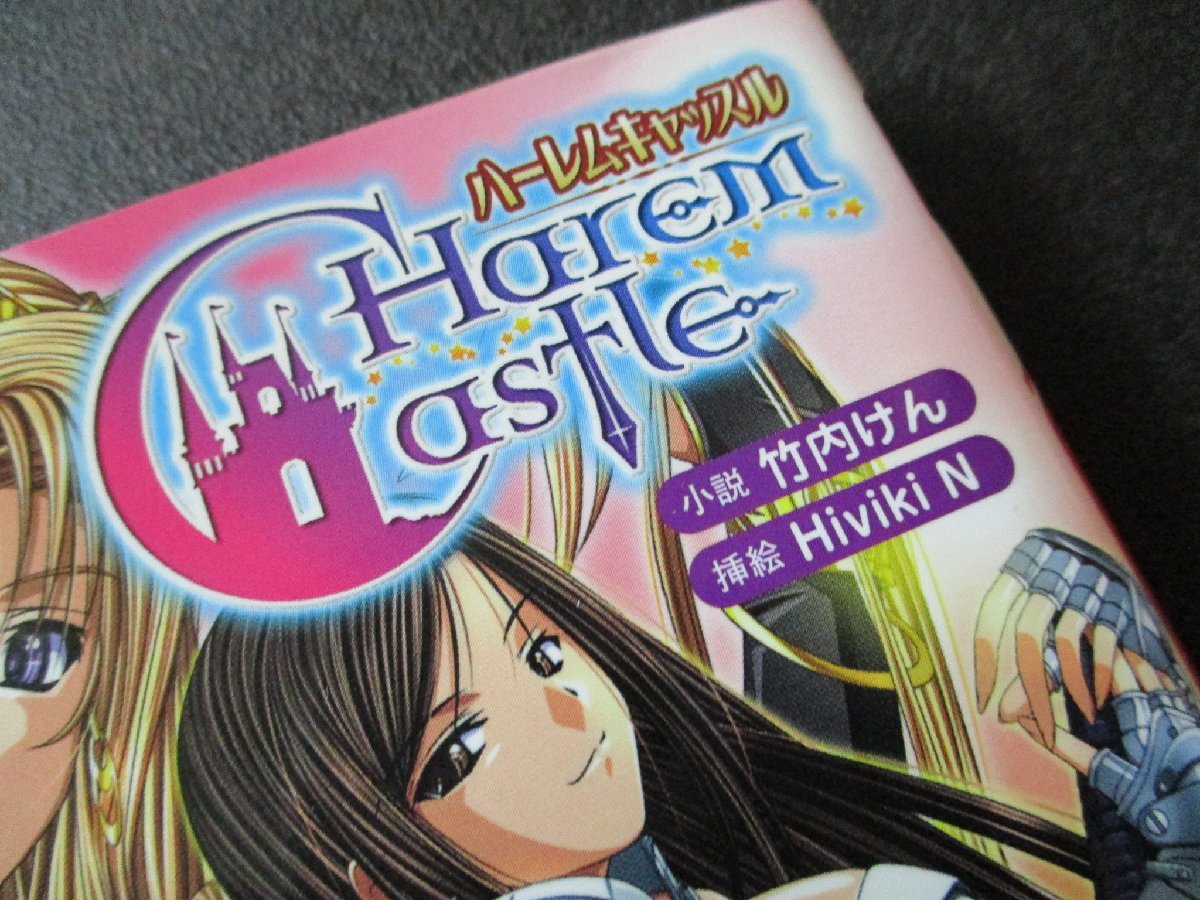 ハーレムキャッスル
Harem
Castle
小説 竹内けん
挿絵 Hiviki N